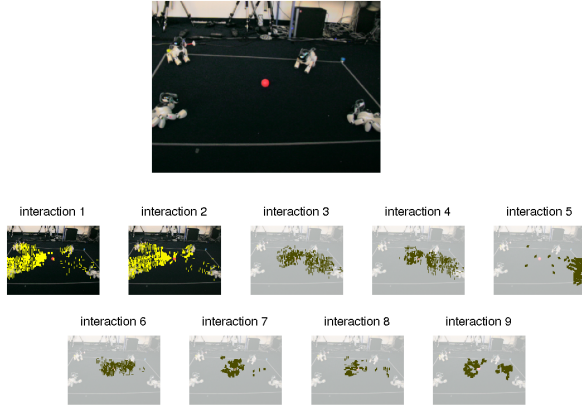 interaction 1
interaction 2
interaction 3
interaction 4
interaction 5
interaction 6
interaction 7
interaction 8
interaction 9